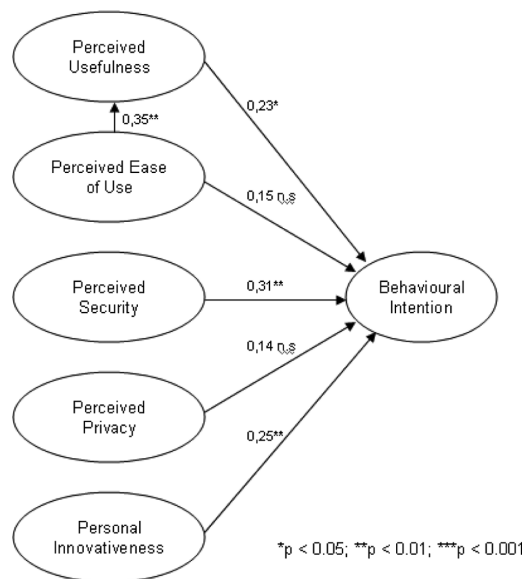 Perceived
Usefulness
0,23*
0,35**
Perceived Ease
of Use
0,15 n.s
Perceived
Security
0,31**
Behavioural
Intention
0,14 n.s
Perceived
Privacy
0,25**
Personal
Innovativeness
*p < 0.05; **p < 0.01; ***p < 0.001